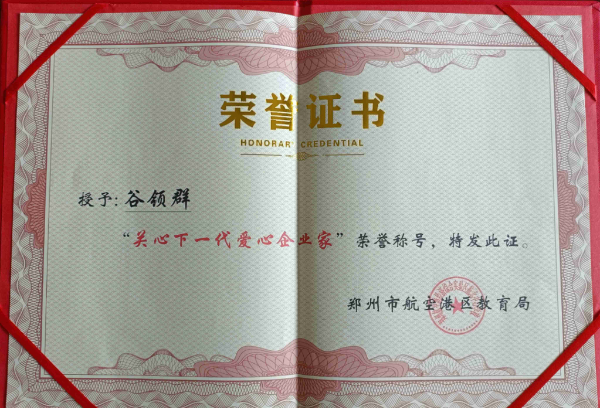 荣誉证书
HONORARY CREDENTIAL
授予：谷领群
“关心下一代爱心企业家”荣誉称号，特发此证。
郑州市航空港区教育局